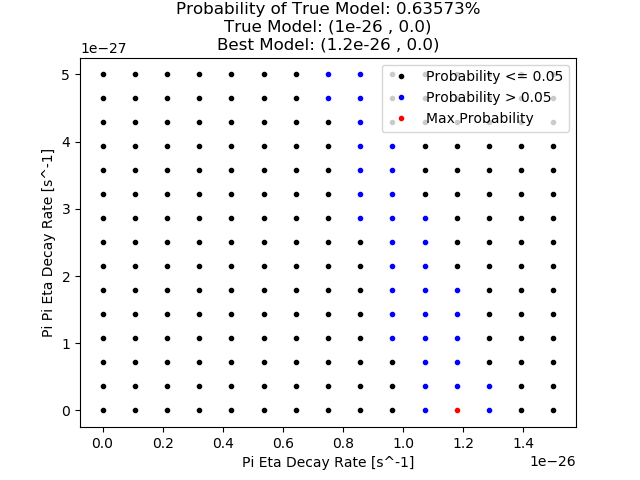 Probability of True Model: 0.63573%
True Model: (1e-26 , 0.0)
Best Model: (1.2e-26 , 0.0)
1e−27
Probability <= 0.05
Probability > 0.05
Max Probability
5
4
3
2
1
0
Pi Pi Eta Decay Rate [s^-1]
0.0 0.2 0.4 0.6 0.8 1.0 1.2 1.4
Pi Eta Decay Rate [s^-1]
1e−26